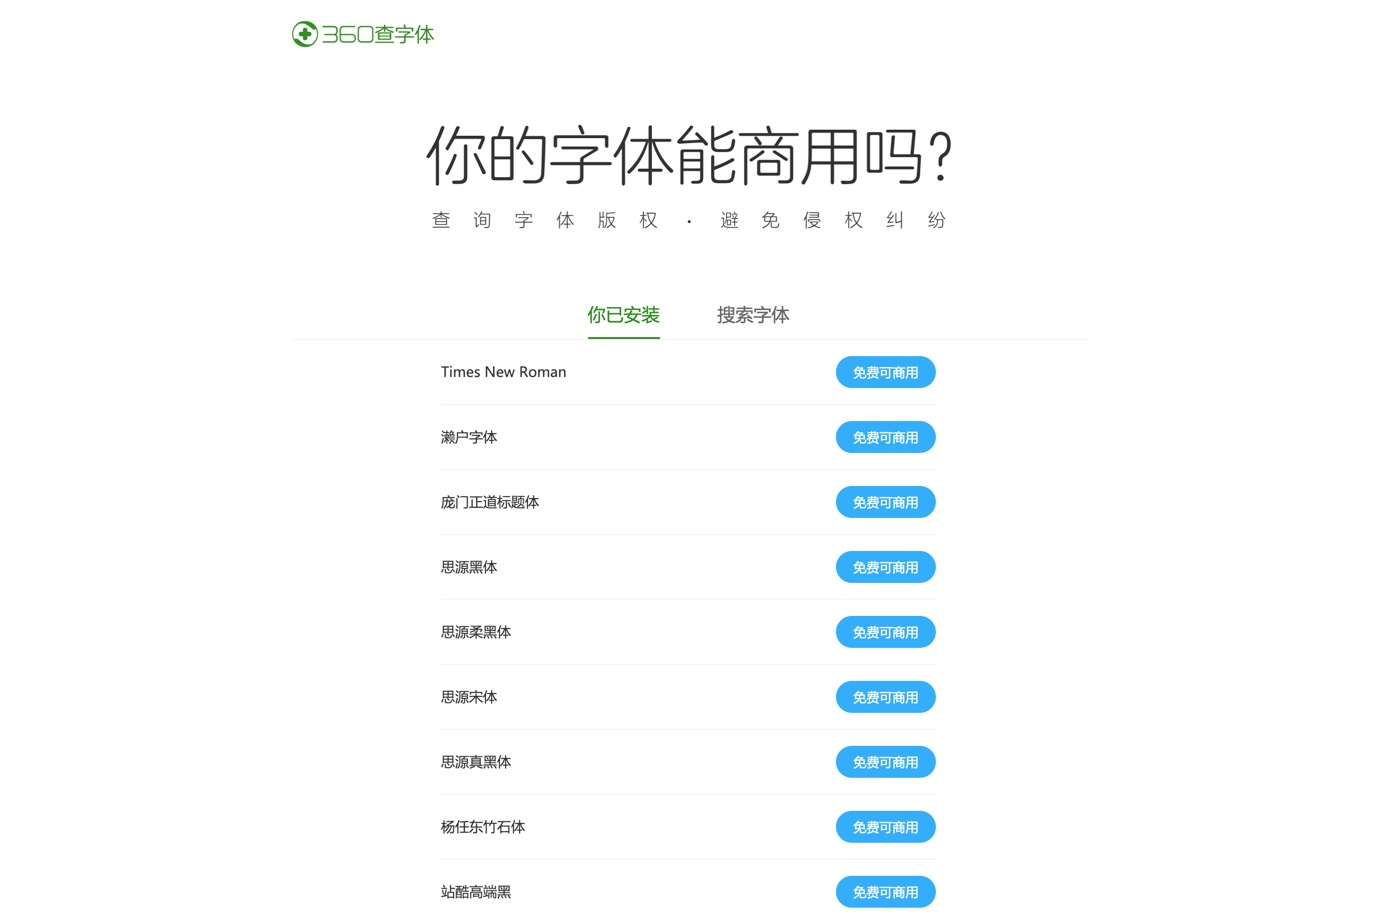 360查字体
你的字体能商用吗?
查询字体版权·避免侵权纠纷
你已安装 搜索字体
Times New Roman 免费可商用
濑户字体 免费可商用
庞门正道标题体 免费可商用
思源黑体 免费可商用
思源柔黑体 免费可商用
思源宋体 免费可商用
思源真黑体 免费可商用
杨任东竹石体 免费可商用
站酷高端黑 免费可商用